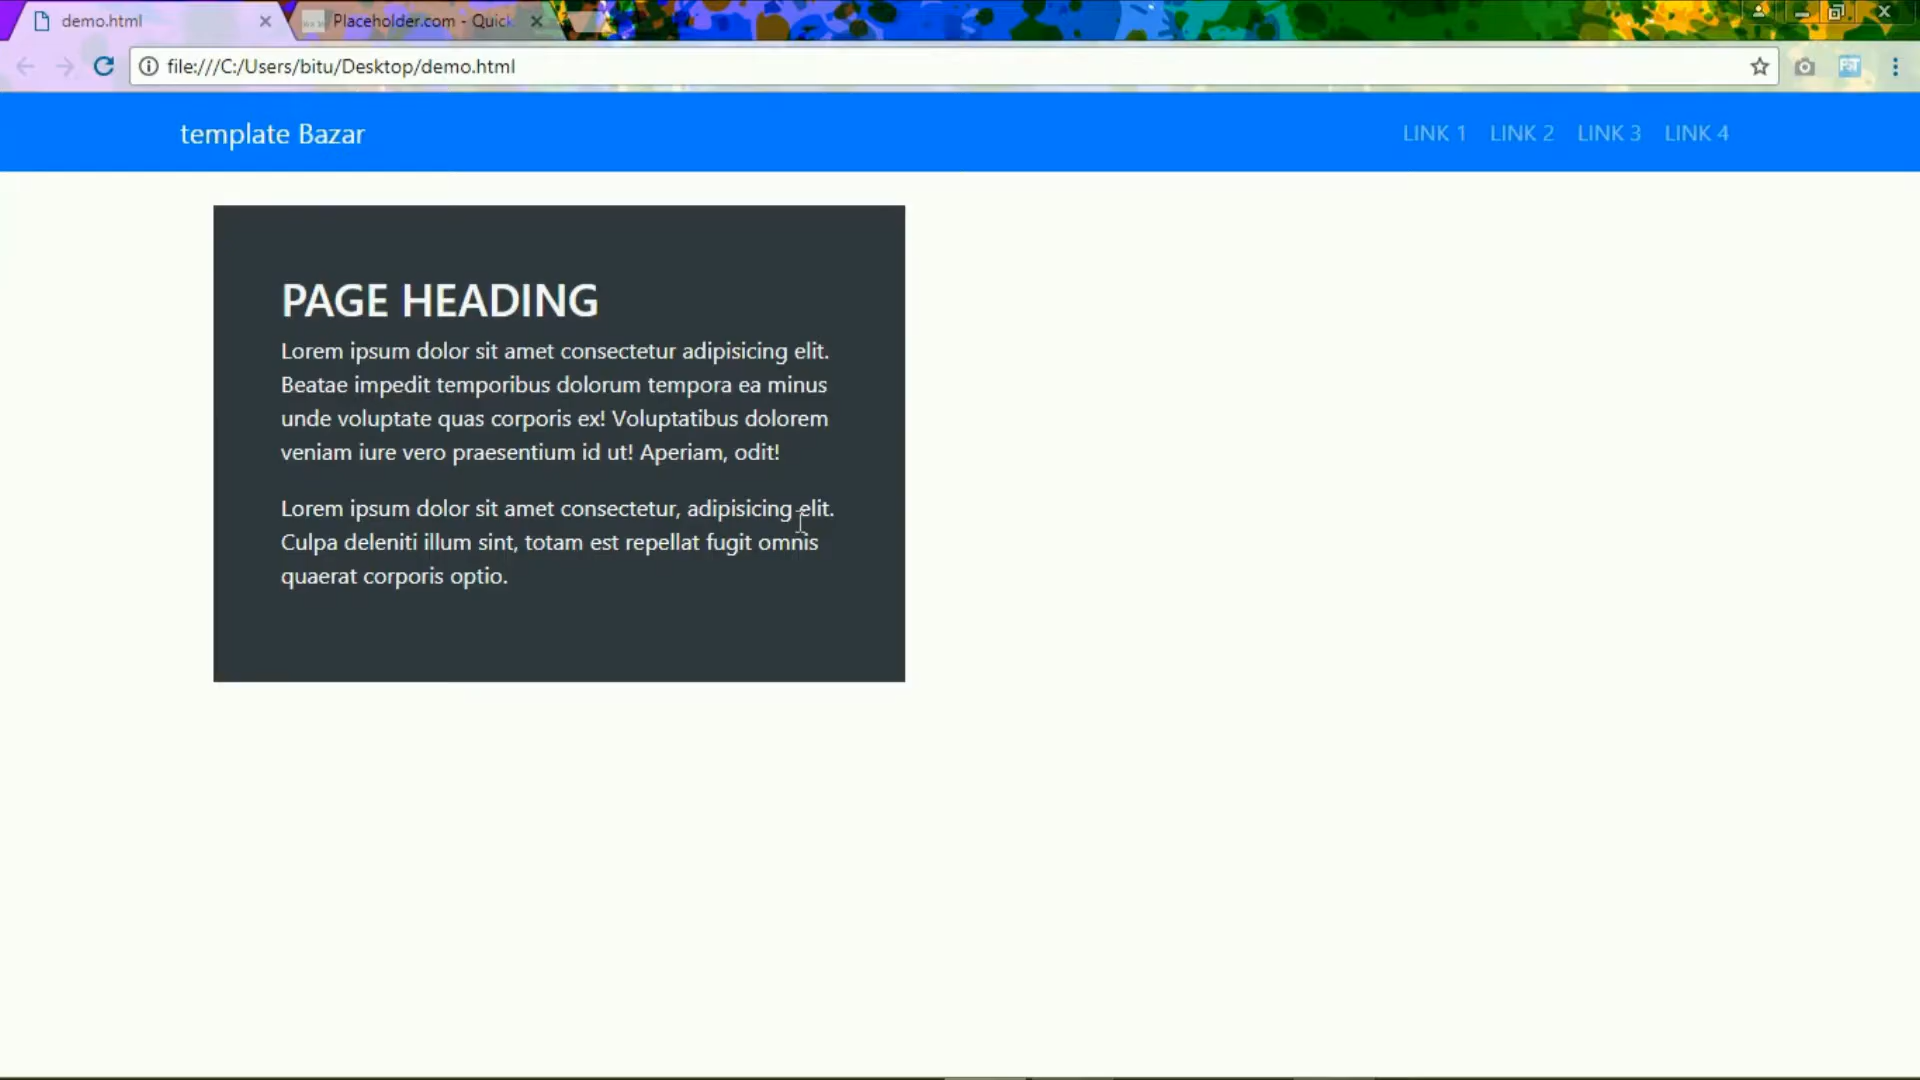 demo.html
Placeholder.com - Quick
file:///C:/Users/bitu/Desktop/demo.html
template Bazar
LINK 1 LINK 2 LINK 3 LINK 4
PAGE HEADING
Lorem ipsum dolor sit amet consectetur adipisicing elit.
Beatae impedit temporibus dolorum tempora ea minus
unde voluptate quas corporis ex! Voluptatibus dolorem
veniam iure vero praesentium id ut! Aperiam, odit!
Lorem ipsum dolor sit amet consectetur, adipisicing elit.
Culpa deleniti illum sint, totam est repellat fugit omnis
quaerat corporis optio.